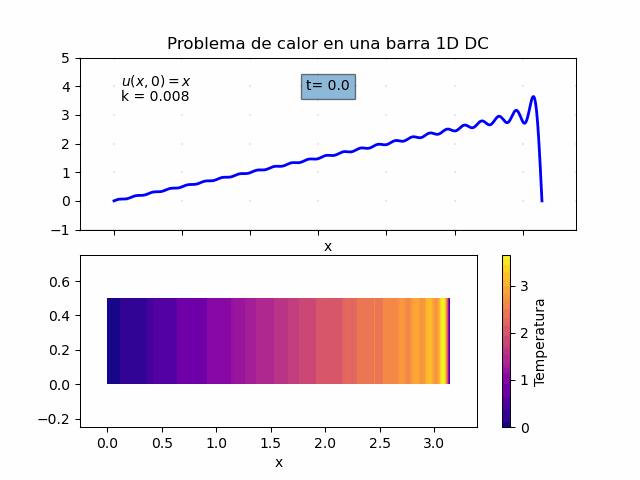 Problema de calor en una barra 1D DC
5
4
3
2
1
0
−1
u(x, 0) = x
k = 0.008
t= 0.0
x
0.6
0.4
0.2
0.0
−0.2
0.0 0.5 1.0 1.5 2.0 2.5 3.0
x
3
2
1
0
Temperatura